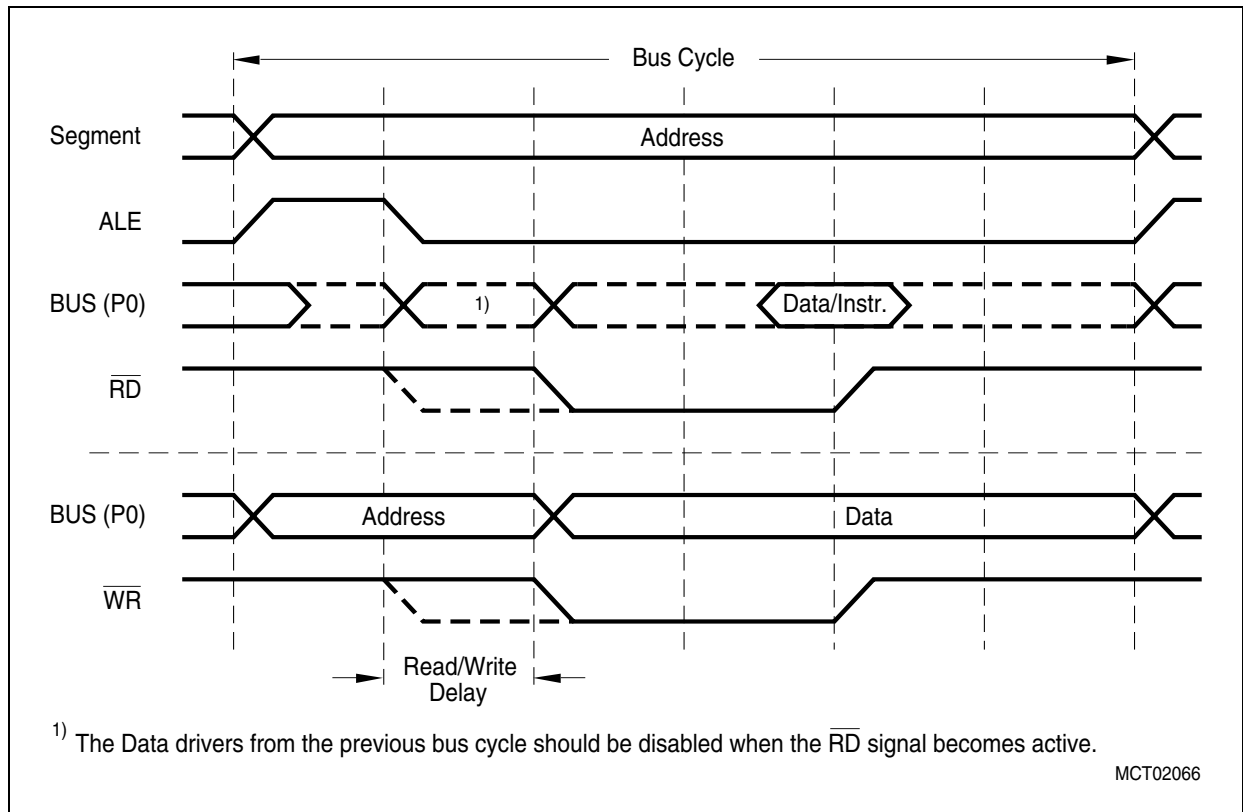 Bus Cycle
Segment
Address
ALE
BUS (P0)
1)
Data/Instr.
RD
BUS (P0)
Address
Data
WR
Read/Write
Delay
1) The Data drivers from the previous bus cycle should be disabled when the RD signal becomes active.
MCT02066